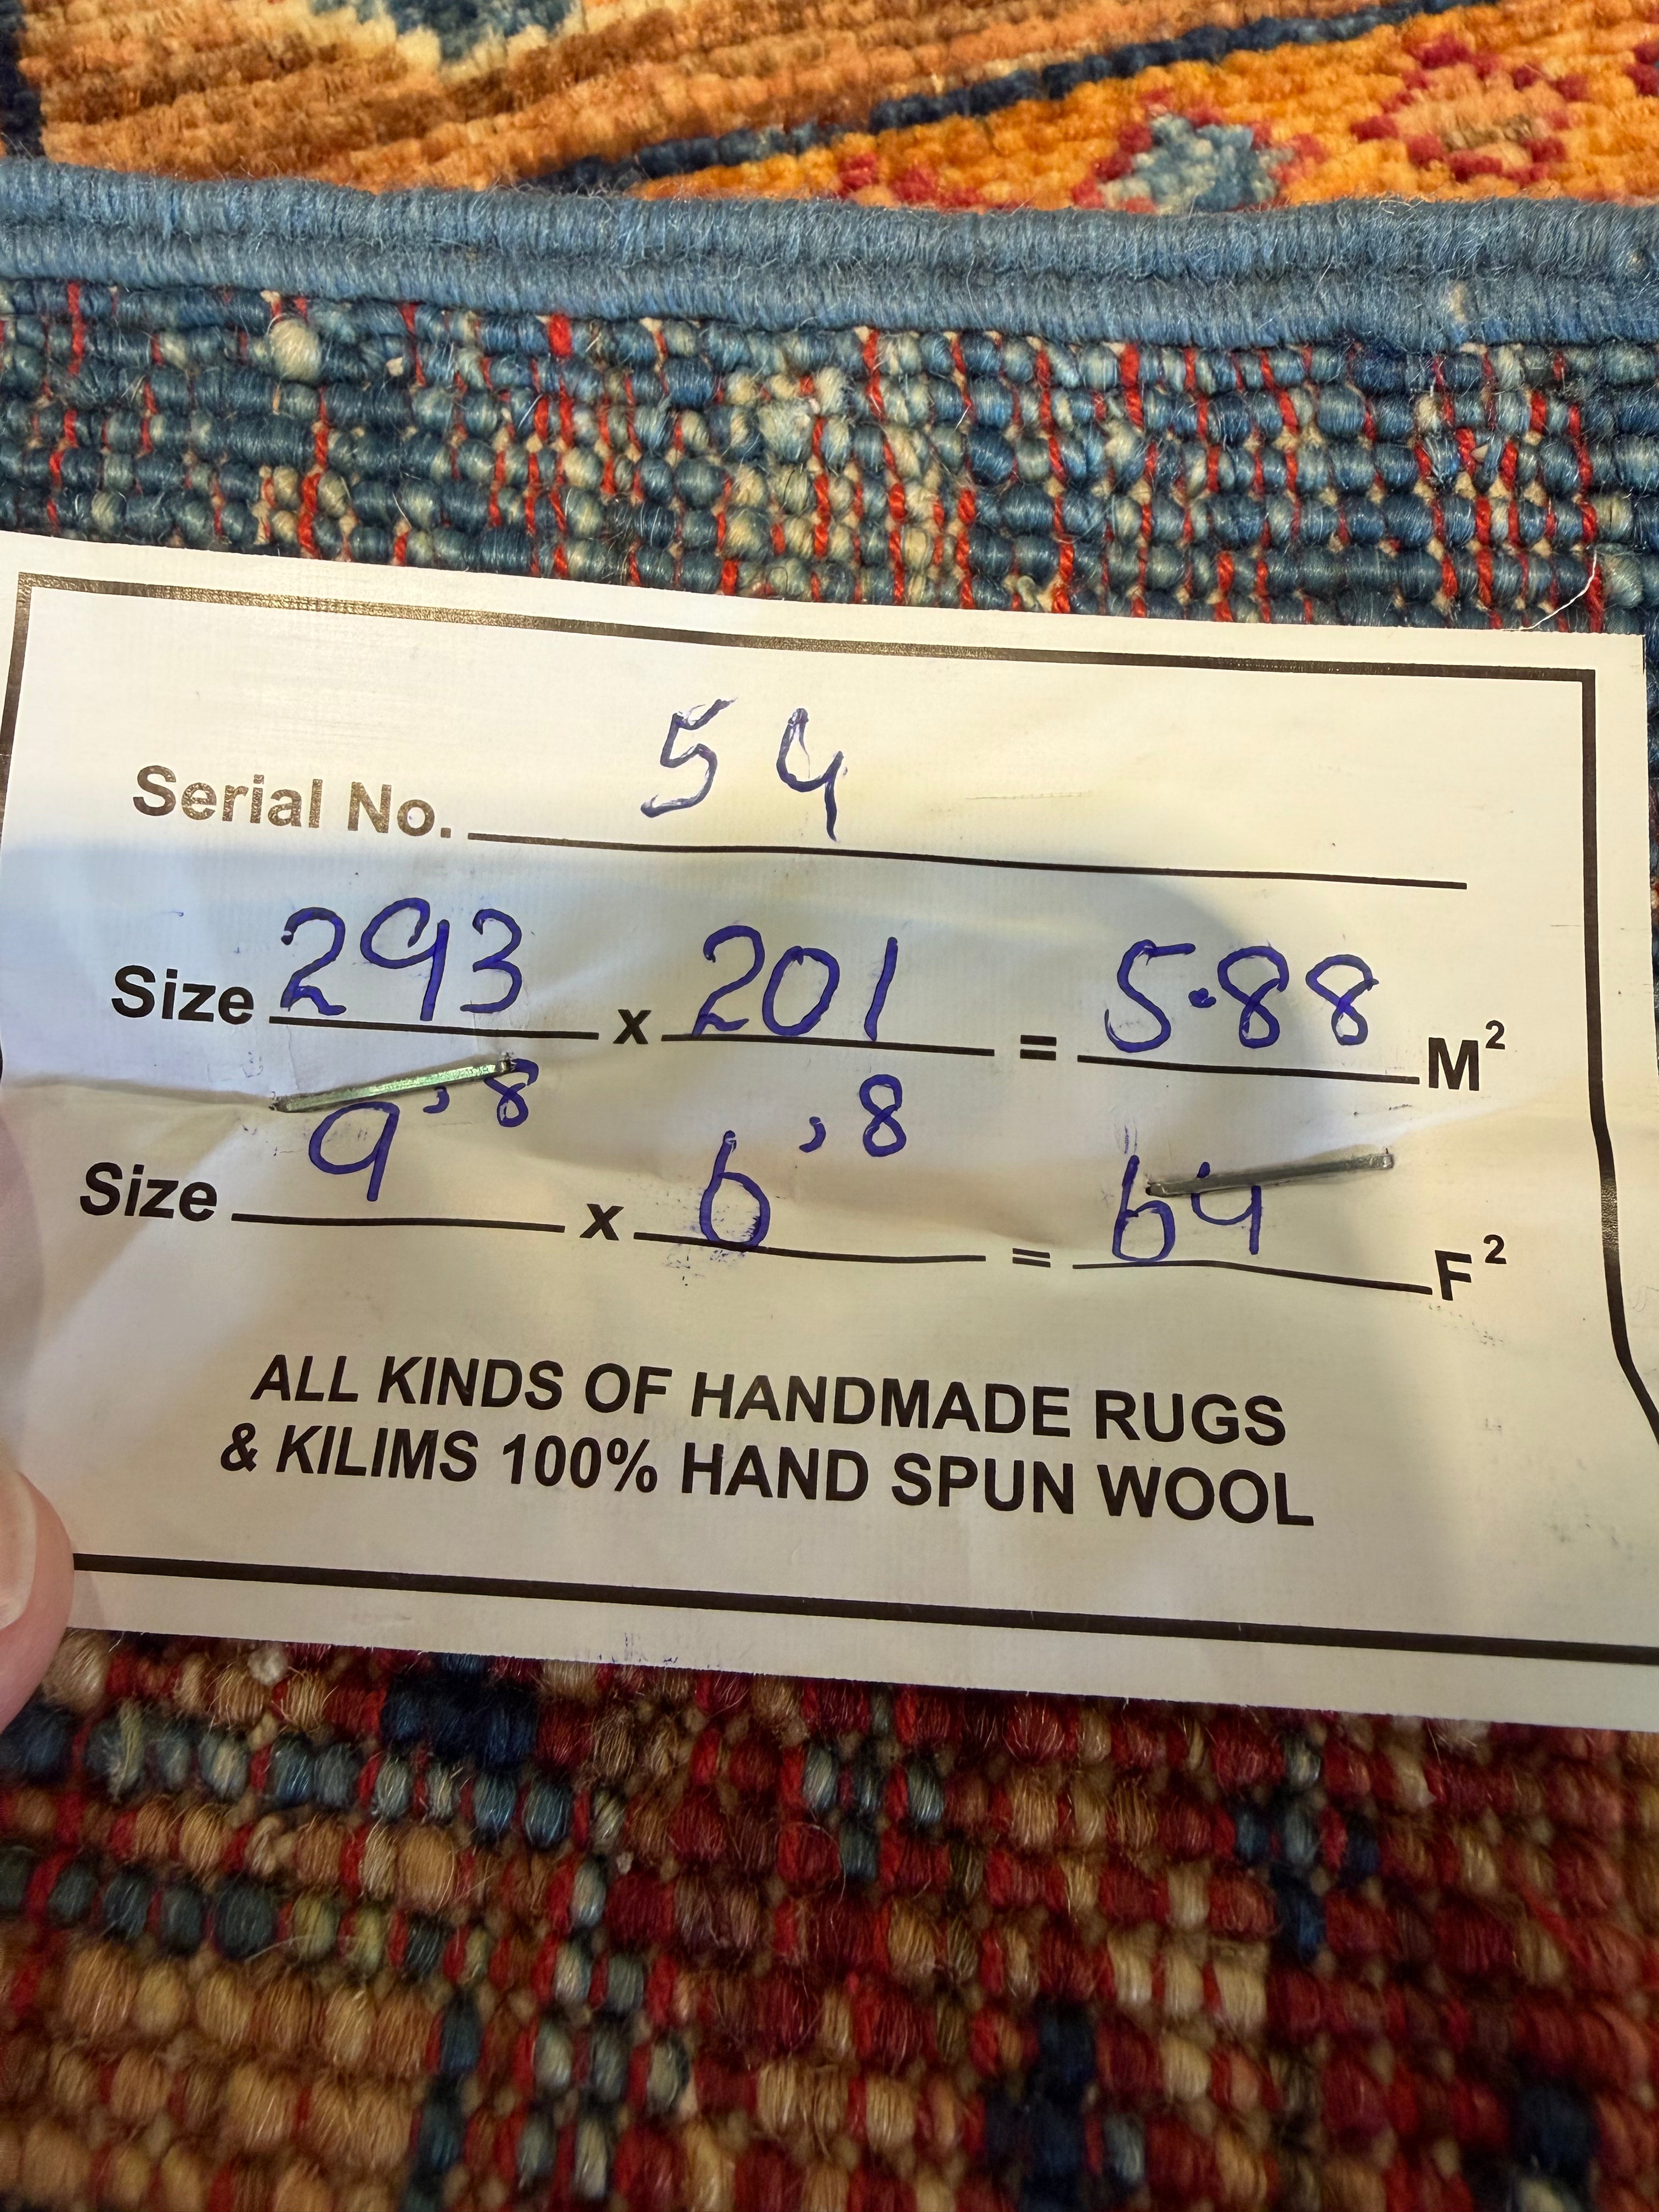 Serial No. 54
Size 293 x 201 = 5.88 M²
Size 9'8 x 6'8 = 64 F²
ALL KINDS OF HANDMADE RUGS
& KILIMS 100% HAND SPUN WOOL